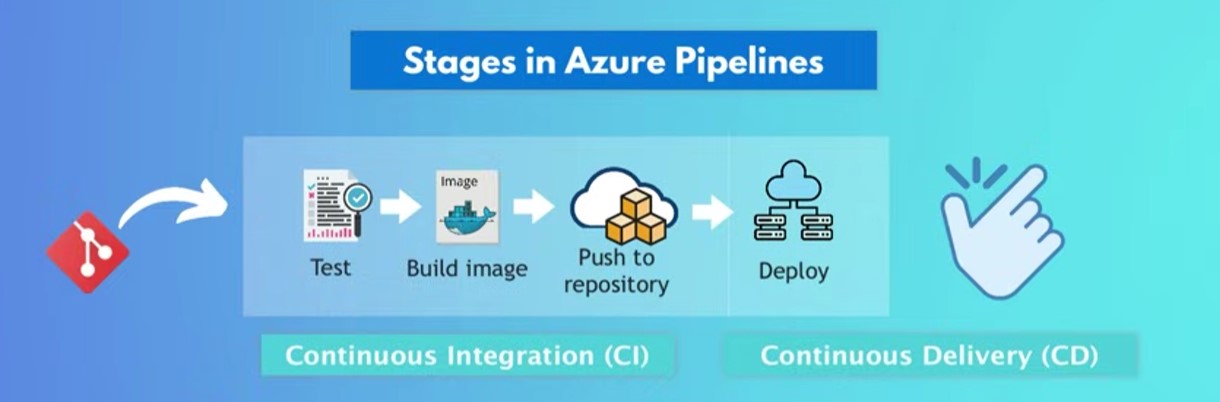 Stages in Azure Pipelines
Image
Test
Build image
Push to
repository
Deploy
Continuous Integration (CI)
Continuous Delivery (CD)